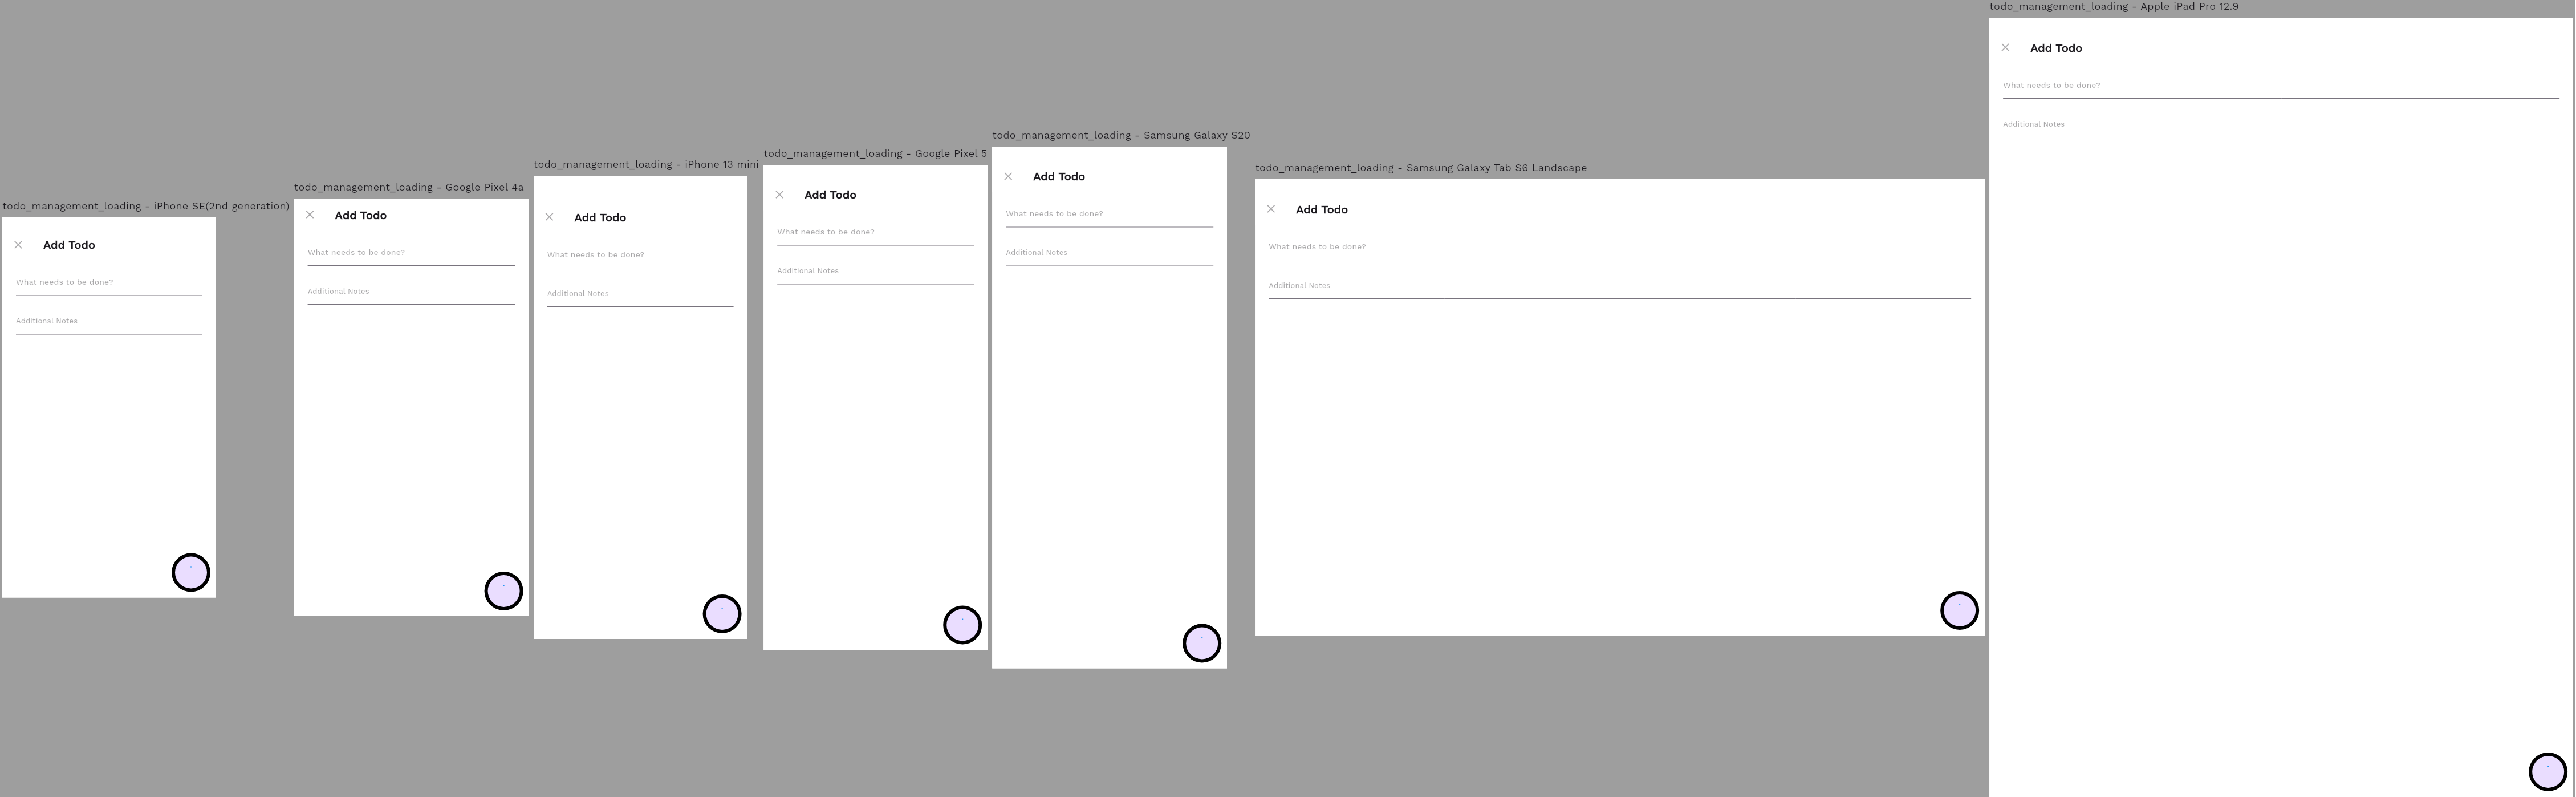 todo_management_loading - iPhone SE(2nd generation)
Add Todo
What needs to be done?
Additional Notes
todo_management_loading - Google Pixel 4a
Add Todo
What needs to be done?
Additional Notes
todo_management_loading - iPhone 13 mini
Add Todo
What needs to be done?
Additional Notes
todo_management_loading - Google Pixel 5
Add Todo
What needs to be done?
Additional Notes
todo_management_loading - Samsung Galaxy S20
Add Todo
What needs to be done?
Additional Notes
todo_management_loading - Samsung Galaxy Tab S6 Landscape
Add Todo
What needs to be done?
Additional Notes
todo_management_loading - Apple iPad Pro 12.9
Add Todo
What needs to be done?
Additional Notes